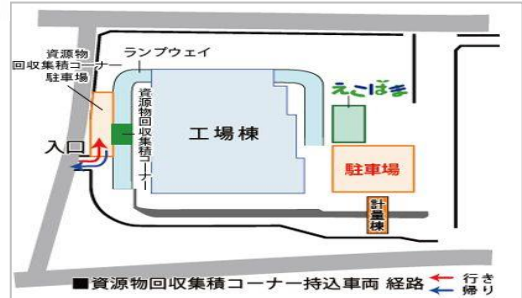 ランプウェイ
資源物
回収集積コーナー
駐車場
資源物回収集積コーナー
えこぱま
工場棟
入口
駐車場
計量棟
■資源物回収集積コーナー持込車両 経路
行き
帰り